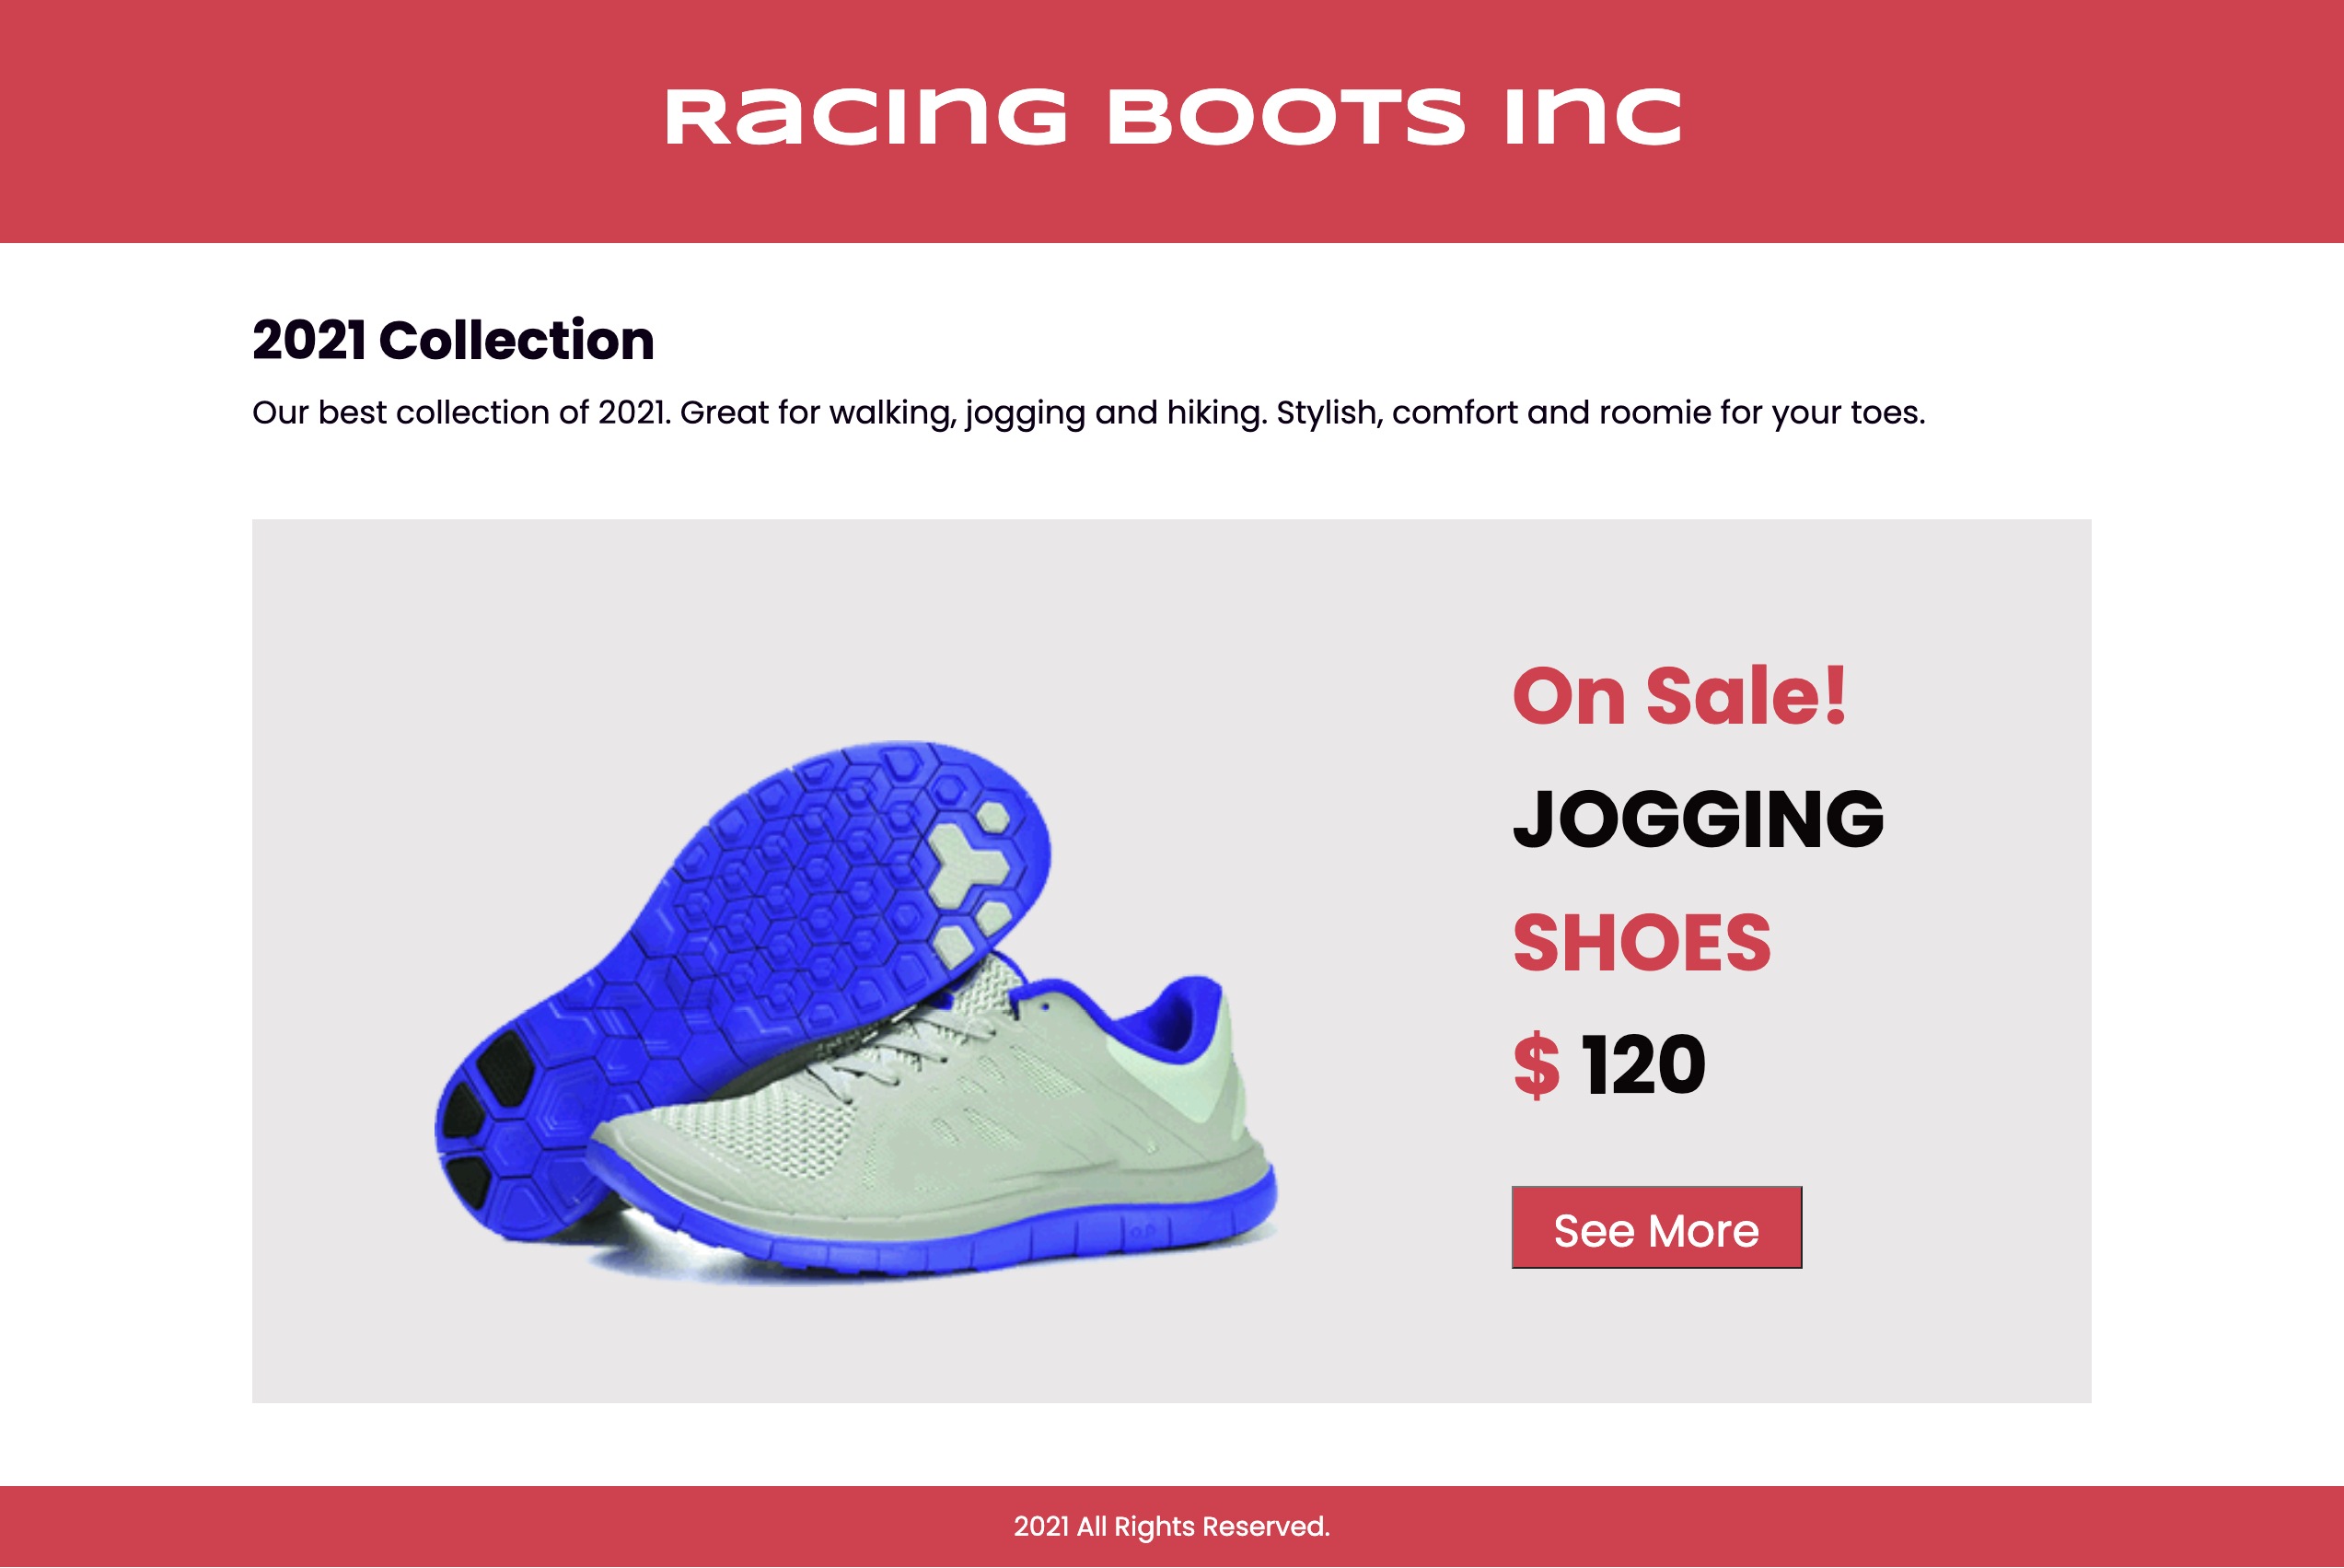 RACING BOOTS INC
2021 Collection
Our best collection of 2021. Great for walking, jogging and hiking. Stylish, comfort and roomie for your toes.
On Sale!
JOGGING
SHOES
$ 120
See More
2021 All Rights Reserved.